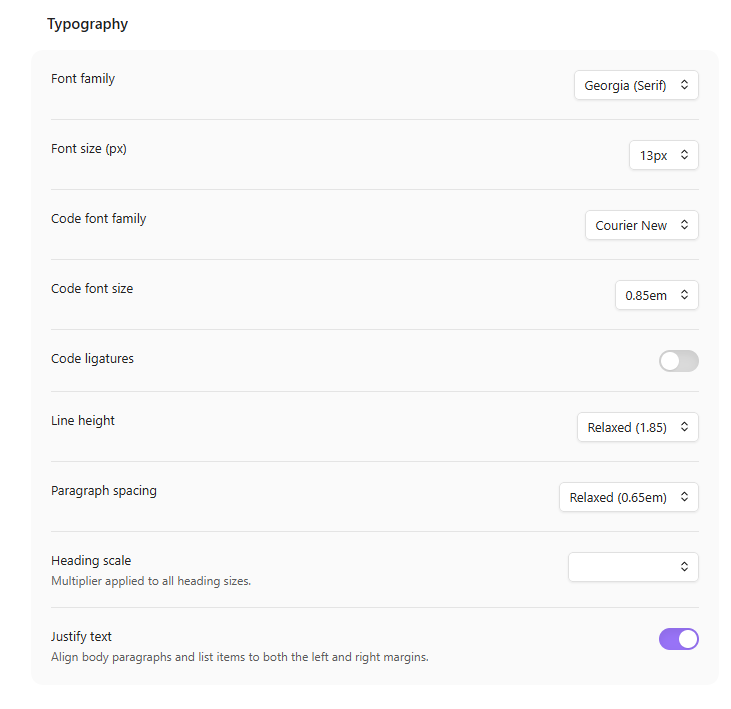 Typography
Font family
Georgia (Serif)
Font size (px)
13px
Code font family
Courier New
Code font size
0.85em
Code ligatures
Line height
Relaxed (1.85)
Paragraph spacing
Relaxed (0.65em)
Heading scale
Multiplier applied to all heading sizes.
Justify text
Align body paragraphs and list items to both the left and right margins.